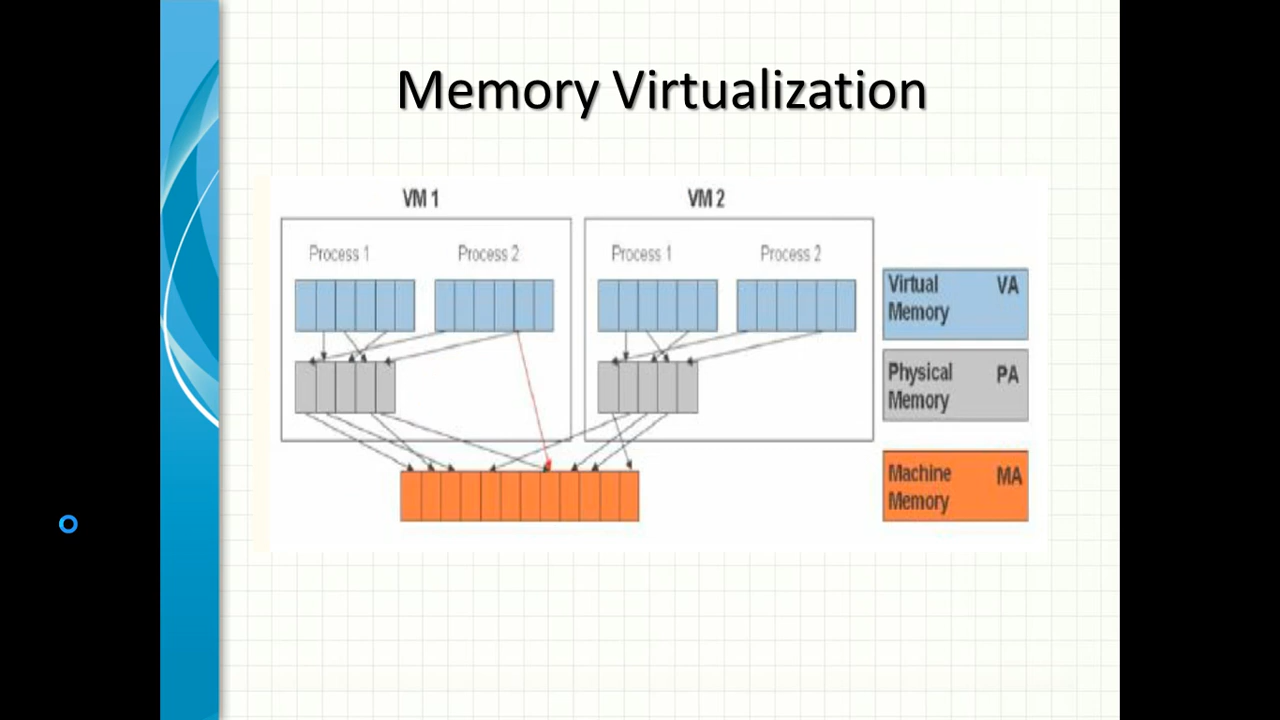 Memory Virtualization
VM 1
VM 2
Process 1
Process 2
Process 1
Process 2
Virtual VA
Memory
Physical PA
Memory
Machine MA
Memory